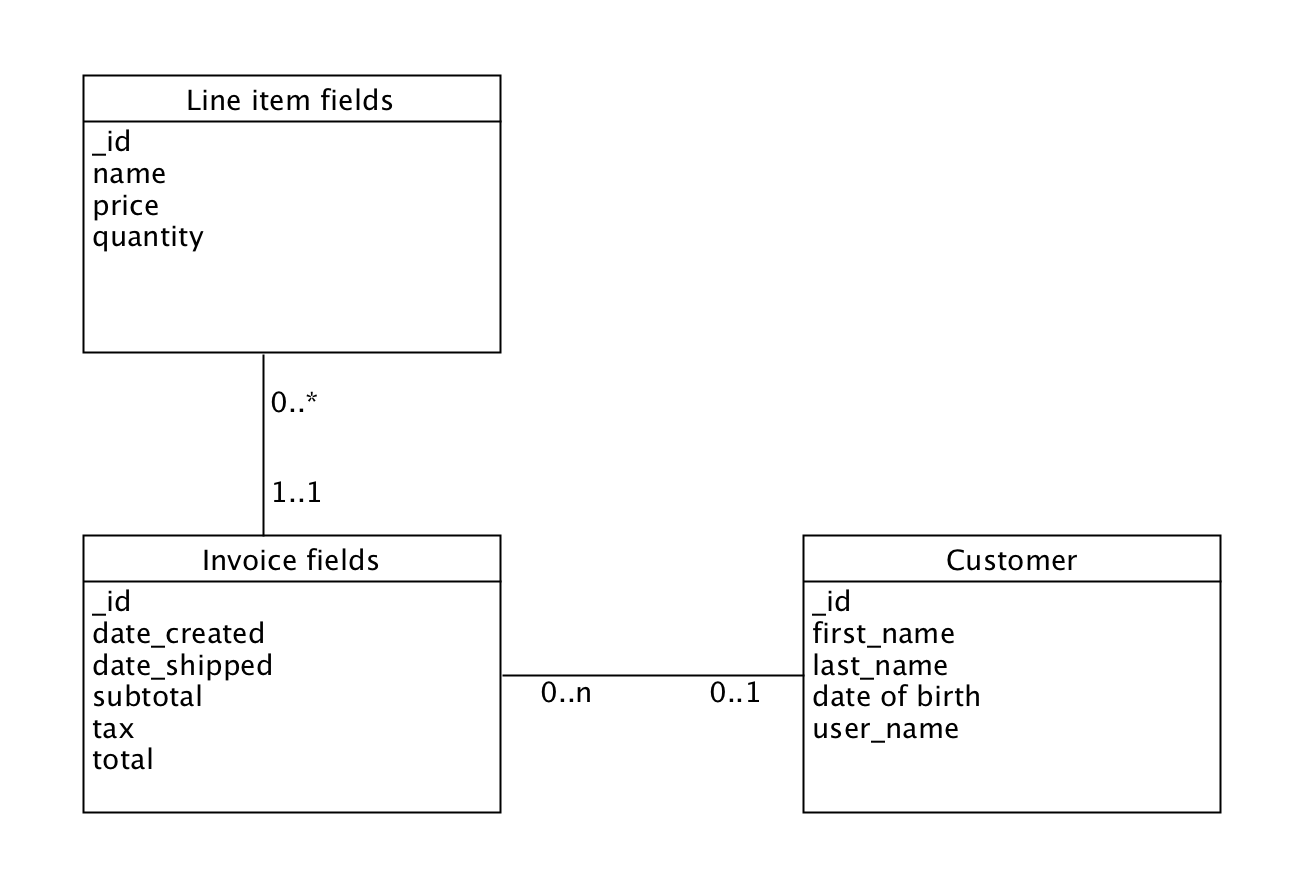 Line item fields
_id
name
price
quantity
0..*
1..1
Invoice fields
_id
date_created
date_shipped
subtotal
tax
total
0..n
0..1
Customer
_id
first_name
last_name
date of birth
user_name